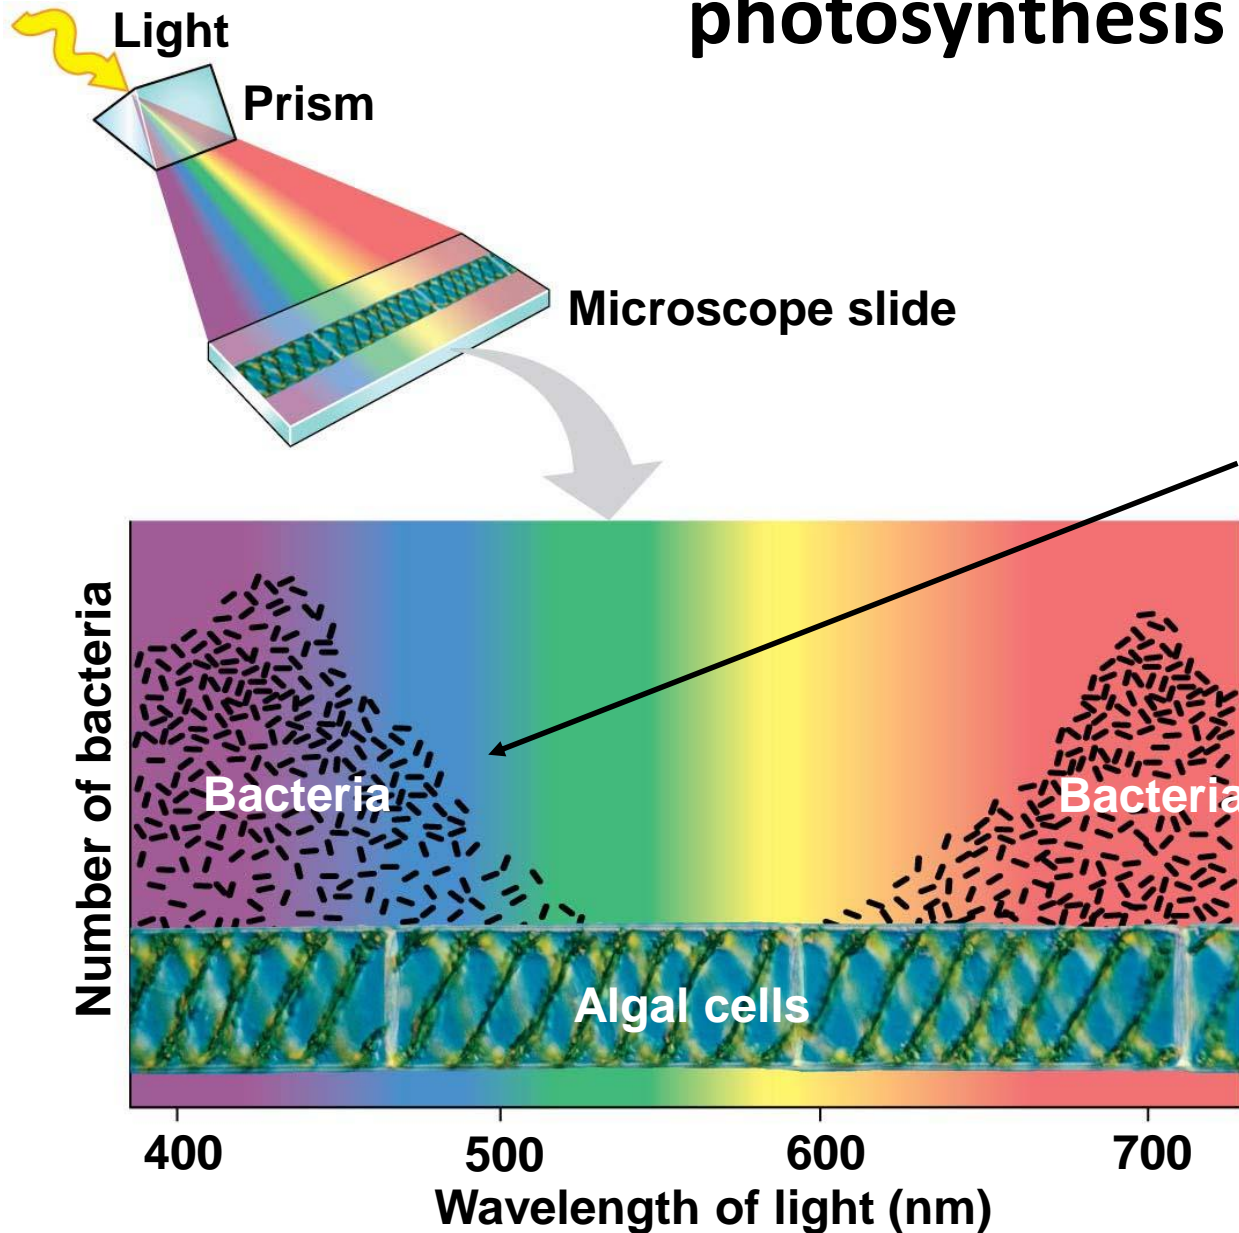 photosynthesis
Light
Prism
Microscope slide
Number of bacteria
Bacteria
Bacteria
Algal cells
400
500
600
700
Wavelength of light (nm)